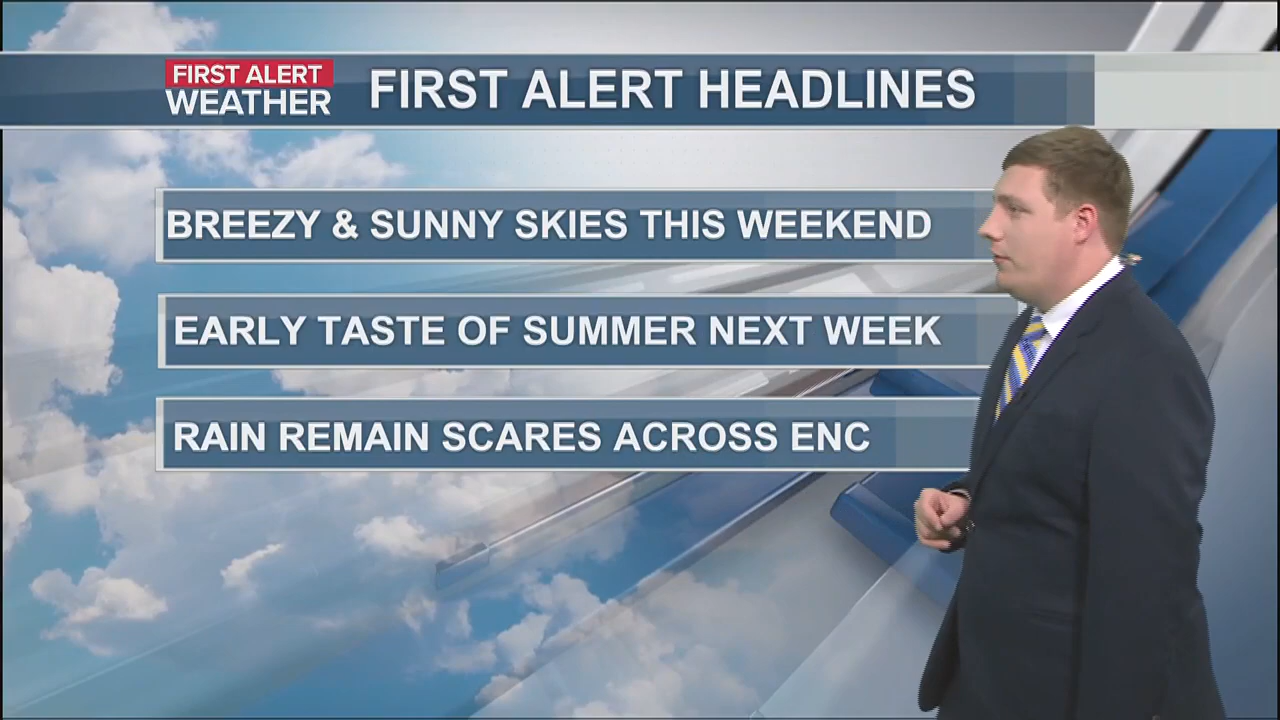 FIRST ALERT
WEATHER
FIRST ALERT HEADLINES
BREEZY & SUNNY SKIES THIS WEEKEND
EARLY TASTE OF SUMMER NEXT WEEK
RAIN REMAIN SCARES ACROSS ENC